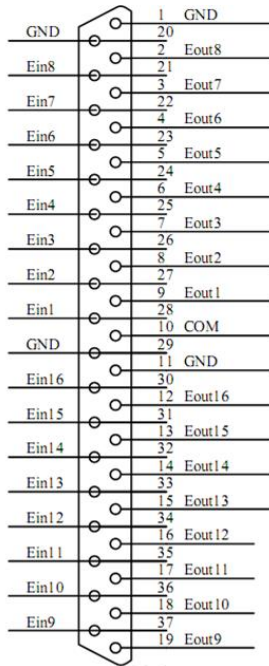 1 GND
GND 20
2 Eout8
Ein8 21
3 Eout7
Ein7 22
4 Eout6
Ein6 23
5 Eout5
Ein5 24
6 Eout4
Ein4 25
7 Eout3
Ein3 26
8 Eout2
Ein2 27
9 Eout1
Ein1 28
10 COM
GND 29
11 GND
Ein16 30
12 Eout16
Ein15 31
13 Eout15
Ein14 32
14 Eout14
Ein13 33
15 Eout13
Ein12 34
16 Eout12
Ein11 35
17 Eout11
Ein10 36
18 Eout10
Ein9 37
19 Eout9